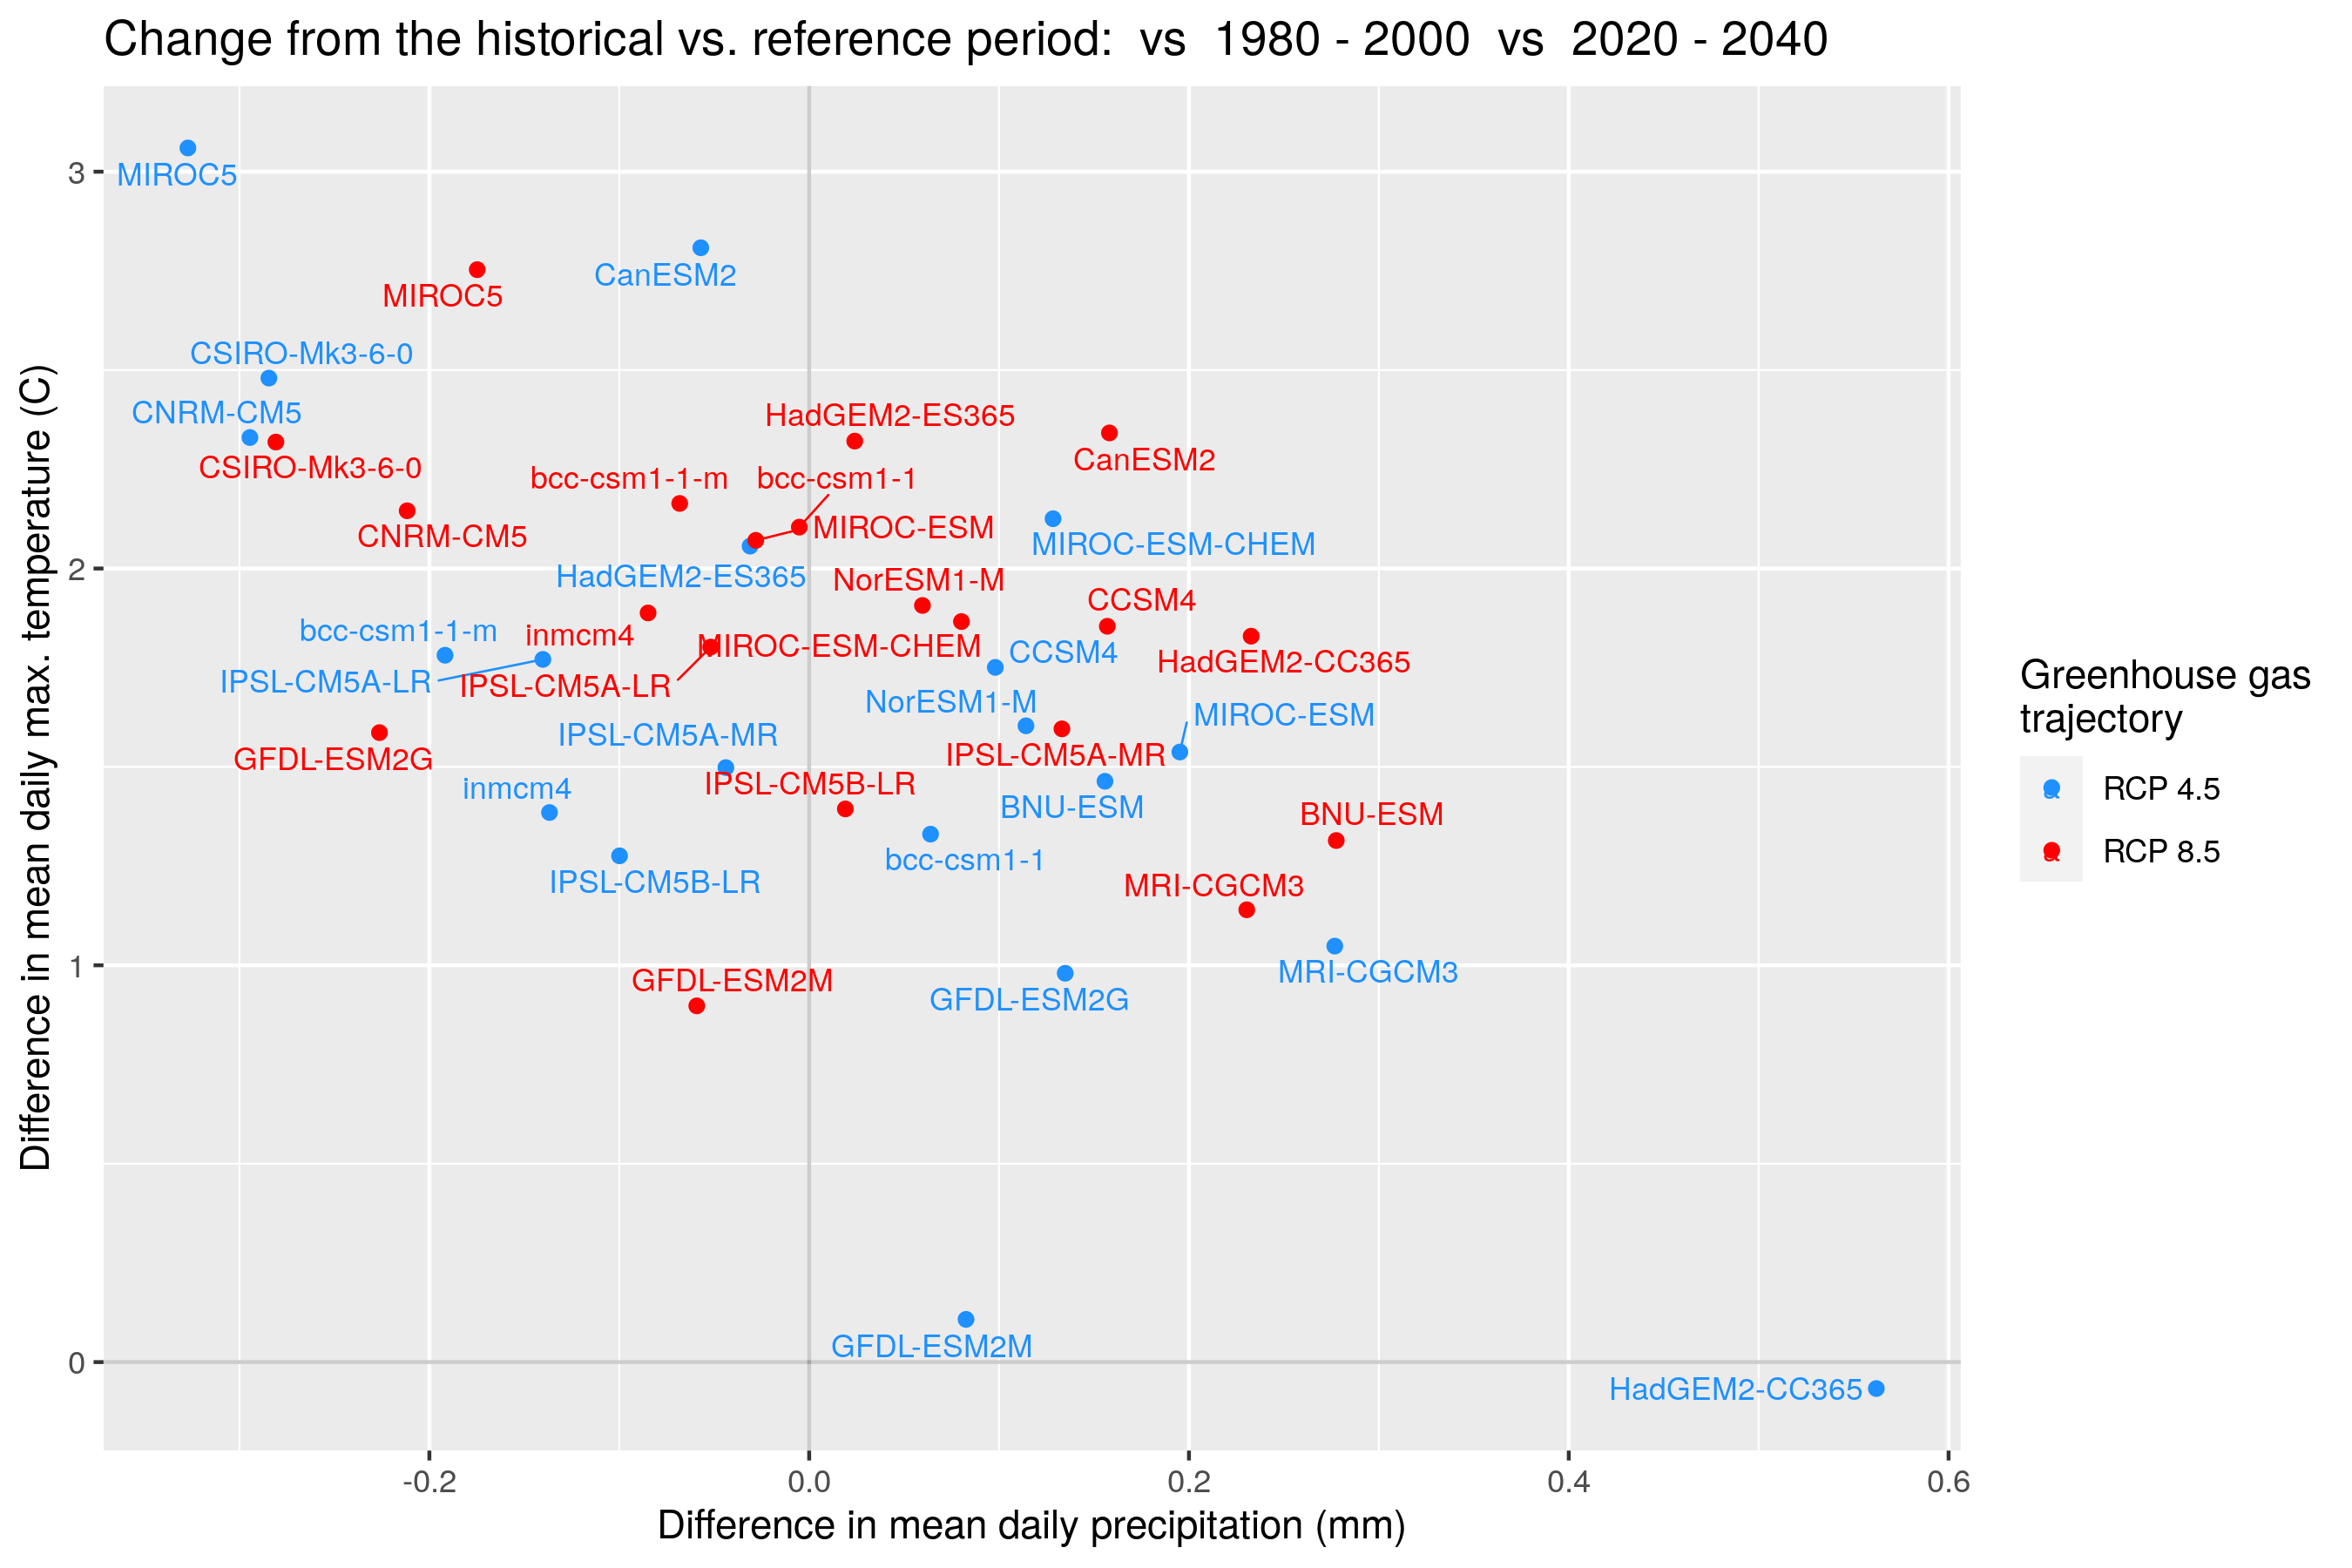 Change from the historical vs. reference period:  vs  1980 - 2000  vs  2020 - 2040
Difference in mean daily max. temperature (C)
3
2
1
0
MIROC5
CanESM2
MIROC5
CSIRO-Mk3-6-0
CNRM-CM5
HadGEM2-ES365
CanESM2
CSIRO-Mk3-6-0
bcc-csm1-1-m
bcc-csm1-1
CNRM-CM5
MIROC-ESM
MIROC-ESM-CHEM
HadGEM2-ES365
NorESM1-M
CCSM4
bcc-csm1-1-m
inmcm4
MIROC-ESM-CHEM
CCSM4
HadGEM2-CC365
IPSL-CM5A-LR
IPSL-CM5A-LR
NorESM1-M
MIROC-ESM
IPSL-CM5A-MR
GFDL-ESM2G
IPSL-CM5A-MR
inmcm4
IPSL-CM5B-LR
BNU-ESM
BNU-ESM
bcc-csm1-1
IPSL-CM5B-LR
MRI-CGCM3
GFDL-ESM2M
MRI-CGCM3
GFDL-ESM2G
GFDL-ESM2M
HadGEM2-CC365
-0.2
0.0
0.2
0.4
0.6
Difference in mean daily precipitation (mm)
Greenhouse gas
trajectory
RCP 4.5
RCP 8.5